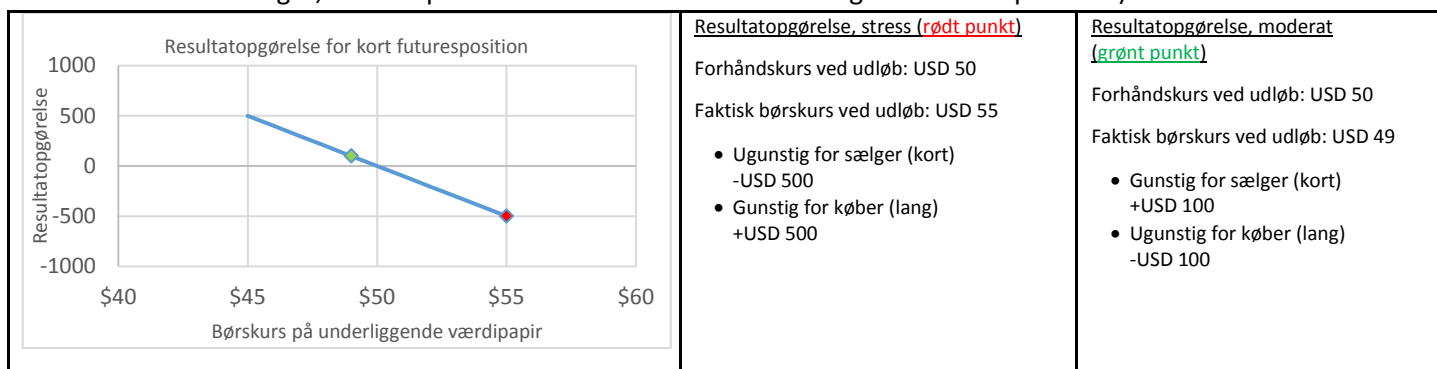 Resultatopgørelse for kort futuresposition
1000
500
0
-500
-1000
Resultatopgørelse
$40 $45 $50 $55 $60
Børskurs på underliggende værdipapir
Resultatopgørelse, stress (rødt punkt)
Forhåndskurs ved udløb: USD 50
Faktisk børskurs ved udløb: USD 55
• Ugunstig for sælger (kort)
-USD 500
• Gunstig for køber (lang)
+USD 500
Resultatopgørelse, moderat
(grønt punkt)
Forhåndskurs ved udløb: USD 50
Faktisk børskurs ved udløb: USD 49
• Gunstig for sælger (kort)
+USD 100
• Ugunstig for køber (lang)
-USD 100